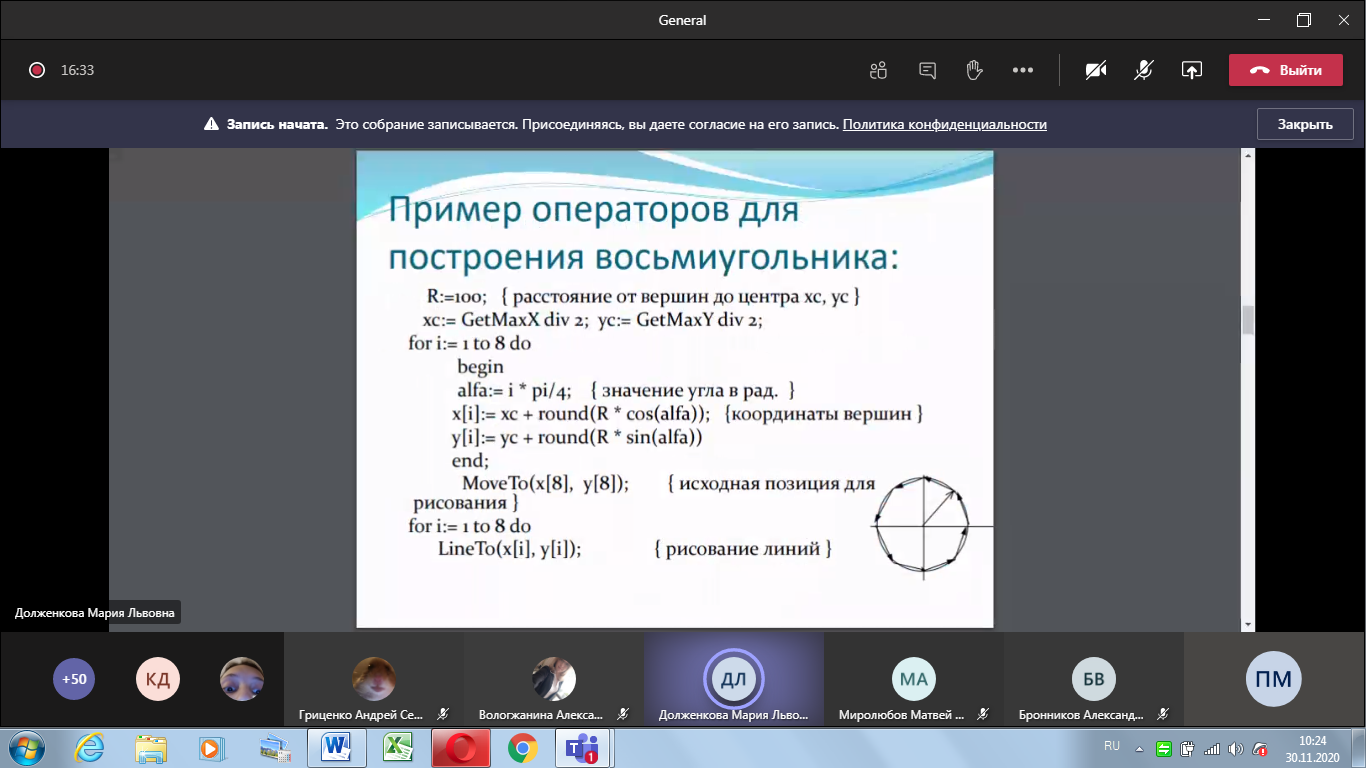 General
16:33
Выйти
Запись начата. Это собрание записывается. Присоединяясь, вы даете согласие на его запись. Политика конфиденциальности
Закрыть
Пример операторов для
построения восьмиугольника:
R:=100; { расстояние от вершин до центра xc, yc }
xc:= GetMaxX div 2; yc:= GetMaxY div 2;
for i:= 1 to 8 do
begin
alfa:= i * pi/4; { значение угла в рад. }
x[i]:= xc + round(R * cos(alfa)); {координаты вершин }
y[i]:= yc + round(R * sin(alfa))
end;
MoveTo(x[8], y[8]); { исходная позиция для
рисования }
for i:= 1 to 8 do
LineTo(x[i], y[i]); { рисование линий }
Долженкова Мария Львовна
+50
КД
ДЛ
МА
БВ
ПМ
Гриценко Андрей Се...
Вологжанина Алекса...
Долженкова Мария Льво...
Миролюбов Матвей ...
Бронников Александ...
RU
10:24
30.11.2020